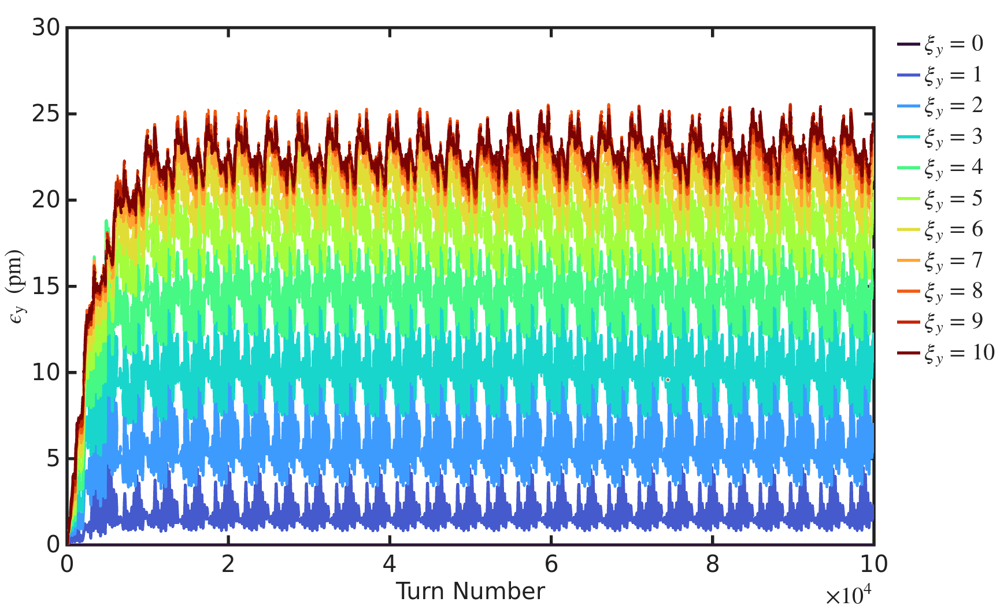 30
25
20
15
10
5
0
ϵy (pm)
0 2 4 6 8 10
Turn Number
×10⁴
ξy = 0
ξy = 1
ξy = 2
ξy = 3
ξy = 4
ξy = 5
ξy = 6
ξy = 7
ξy = 8
ξy = 9
ξy = 10